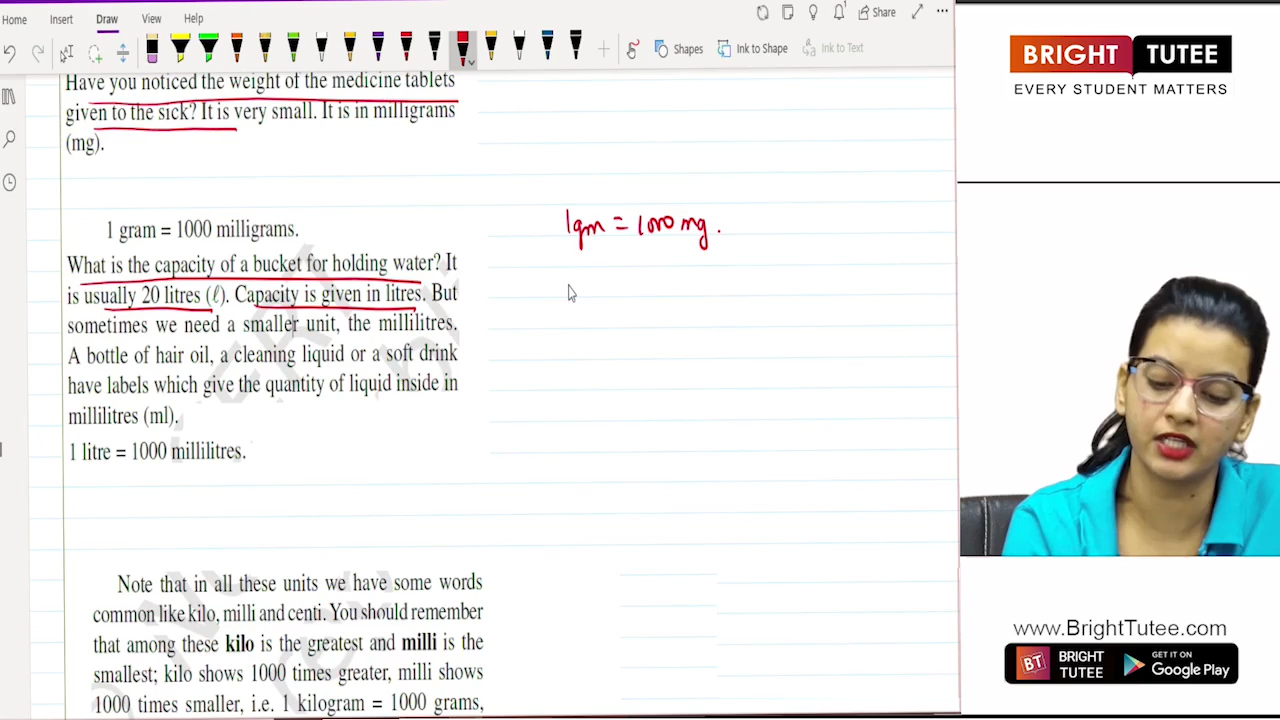 Home Insert Draw View Help Share
Shapes Ink to Shape Ink to Text
BRIGHT TUTEE
EVERY STUDENT MATTERS
Have you noticed the weight of the medicine tablets
given to the sick? It is very small. It is in milligrams
(mg).
1 gram = 1000 milligrams.
1gm = 1000 mg.
What is the capacity of a bucket for holding water? It
is usually 20 litres (ℓ). Capacity is given in litres. But
sometimes we need a smaller unit, the millilitres.
A bottle of hair oil, a cleaning liquid or a soft drink
have labels which give the quantity of liquid inside in
millilitres (ml).
1 litre = 1000 millilitres.
Note that in all these units we have some words
common like kilo, milli and centi. You should remember
that among these kilo is the greatest and milli is the
smallest; kilo shows 1000 times greater, milli shows
1000 times smaller, i.e. 1 kilogram = 1000 grams,
www.BrightTutee.com
BT BRIGHT TUTEE GET IT ON Google Play